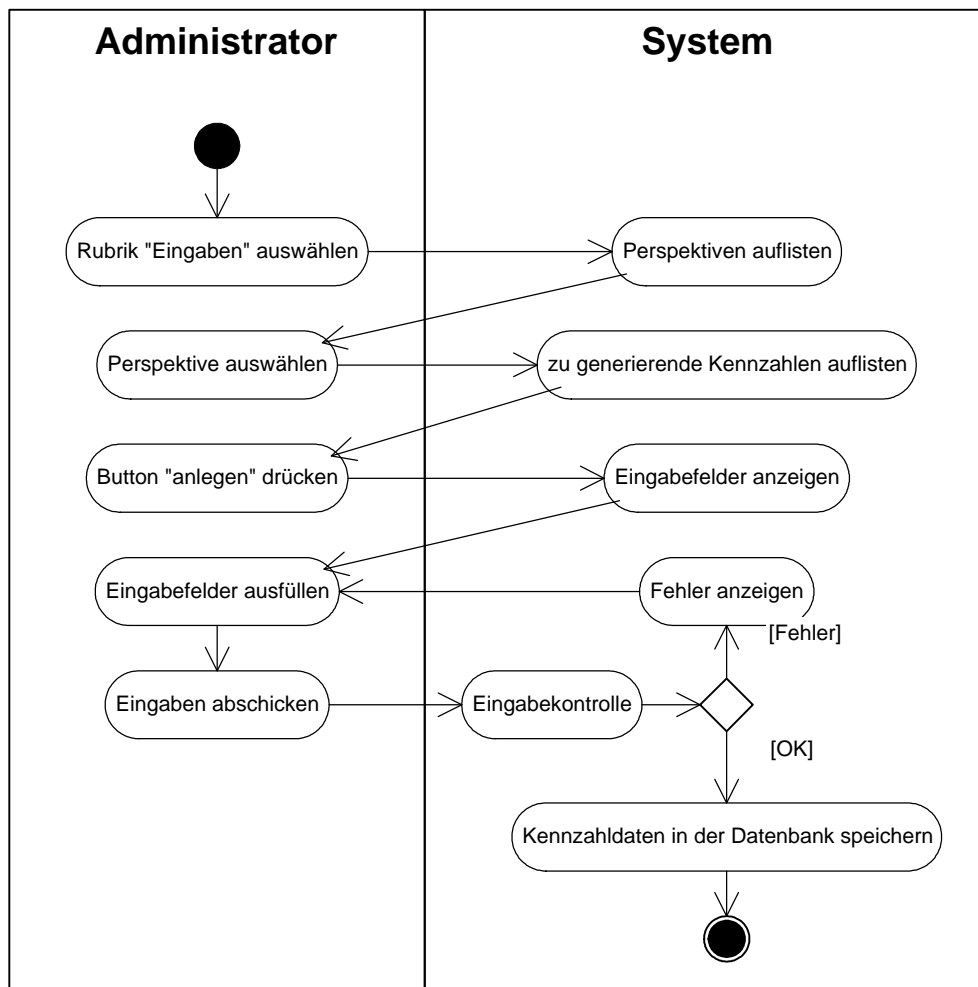 Administrator
System
Rubrik "Eingaben" auswählen
Perspektiven auflisten
Perspektive auswählen
zu generierende Kennzahlen auflisten
Button "anlegen" drücken
Eingabefelder anzeigen
Eingabefelder ausfüllen
Fehler anzeigen
[Fehler]
Eingaben abschicken
Eingabekontrolle
[OK]
Kennzahldaten in der Datenbank speichern